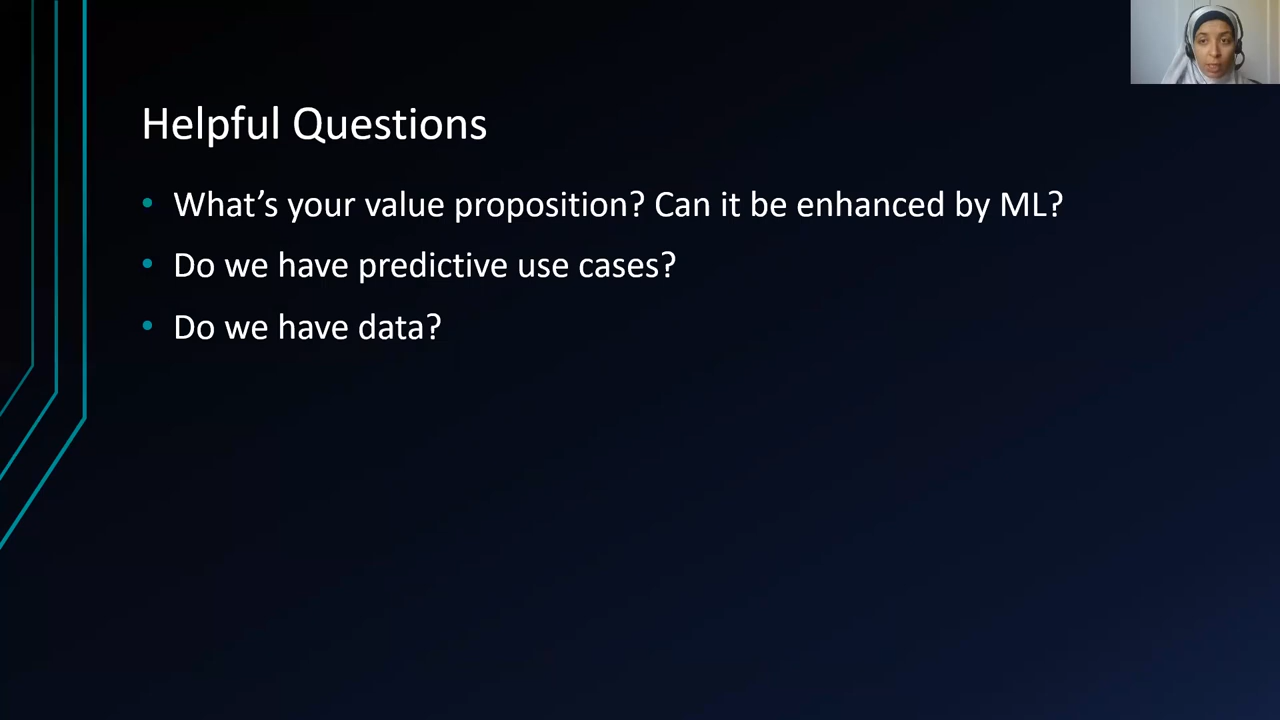 Helpful Questions
• What’s your value proposition? Can it be enhanced by ML?
• Do we have predictive use cases?
• Do we have data?